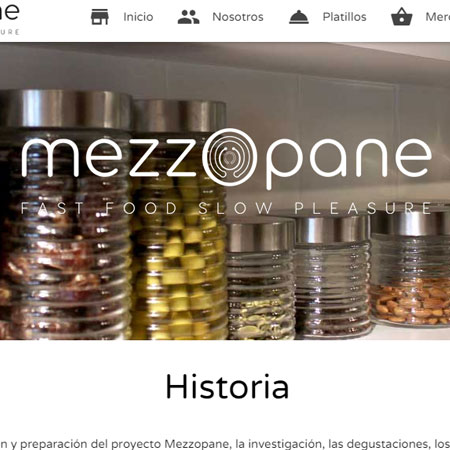 ne
URE
Inicio Nosotros Platillos Mer
mezzopane
FAST FOOD SLOW PLEASURE
Historia
n y preparación del proyecto Mezzopane, la investigación, las degustaciones, los